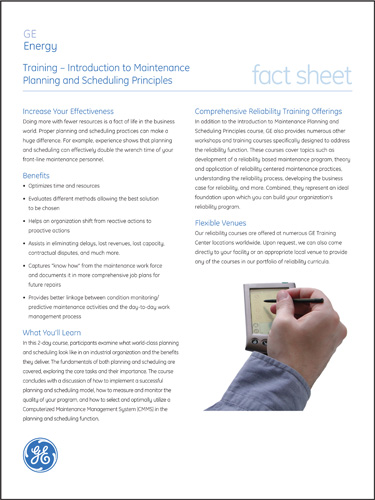 GE
Energy
Training – Introduction to Maintenance
Planning and Scheduling Principles
fact sheet
Increase Your Effectiveness
Doing more with fewer resources is a fact of life in the business
world. Proper planning and scheduling practices can make a
huge difference. For example, experience shows that planning
and scheduling can effectively double the wrench time of your
front-line maintenance personnel.
Benefits
• Optimizes time and resources
• Evaluates different methods allowing the best solution
to be chosen
• Helps an organization shift from reactive actions to
proactive actions
• Assists in eliminating delays, lost revenues, lost capacity,
contractual disputes, and much more.
• Captures "know how" from the maintenance work force
and documents it in more comprehensive job plans for
future repairs
• Provides better linkage between condition monitoring/
predictive maintenance activities and the day-to-day work
management process
What You'll Learn
In this 2-day course, participants examine what world-class planning
and scheduling look like in an industrial organization and the benefits
they deliver. The fundamentals of both planning and scheduling are
covered, exploring the core tasks and their importance. The course
concludes with a discussion of how to implement a successful
planning and scheduling model, how to measure and monitor the
quality of your program, and how to select and optimally utilize a
Computerized Maintenance Management System (CMMS) in the
planning and scheduling function.
Comprehensive Reliability Training Offerings
In addition to the Introduction to Maintenance Planning and
Scheduling Principles course, GE also provides numerous other
workshops and training courses specifically designed to address
the reliability function. These courses cover topics such as
development of a reliability based maintenance program, theory
and application of reliability centered maintenance practices,
understanding the reliability process, developing the business
case for reliability, and more. Combined, they represent an ideal
foundation upon which you can build your organization's
reliability program.
Flexible Venues
Our reliability courses are offered at numerous GE Training
Center locations worldwide. Upon request, we can also come
directly to your facility or an appropriate local venue to provide
any of the courses in our portfolio of reliability curricula.
GE